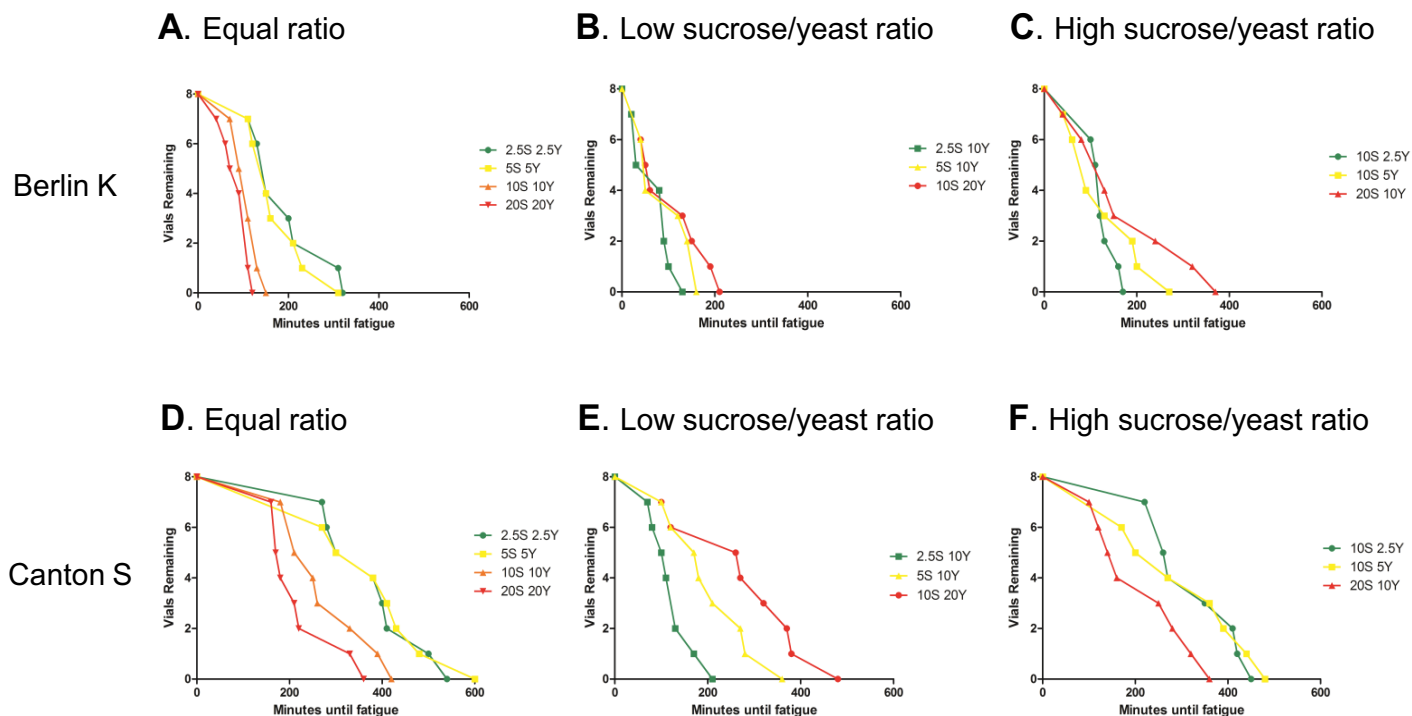 A. Equal ratio
B. Low sucrose/yeast ratio
C. High sucrose/yeast ratio
Berlin K
Vials Remaining
8
6
4
2
0
0
200
400
600
Minutes until fatigue
2.5S 2.5Y
5S 5Y
10S 10Y
20S 20Y
Vials Remaining
8
6
4
2
0
0
200
400
600
Minutes until fatigue
2.5S 10Y
5S 10Y
10S 20Y
Vials Remaining
8
6
4
2
0
0
200
400
600
Minutes until fatigue
10S 2.5Y
10S 5Y
20S 10Y
D. Equal ratio
E. Low sucrose/yeast ratio
F. High sucrose/yeast ratio
Canton S
Vials Remaining
8
6
4
2
0
0
200
400
600
Minutes until fatigue
2.5S 2.5Y
5S 5Y
10S 10Y
20S 20Y
Vials Remaining
8
6
4
2
0
0
200
400
600
Minutes until fatigue
2.5S 10Y
5S 10Y
10S 20Y
Vials Remaining
8
6
4
2
0
0
200
400
600
Minutes until fatigue
10S 2.5Y
10S 5Y
20S 10Y